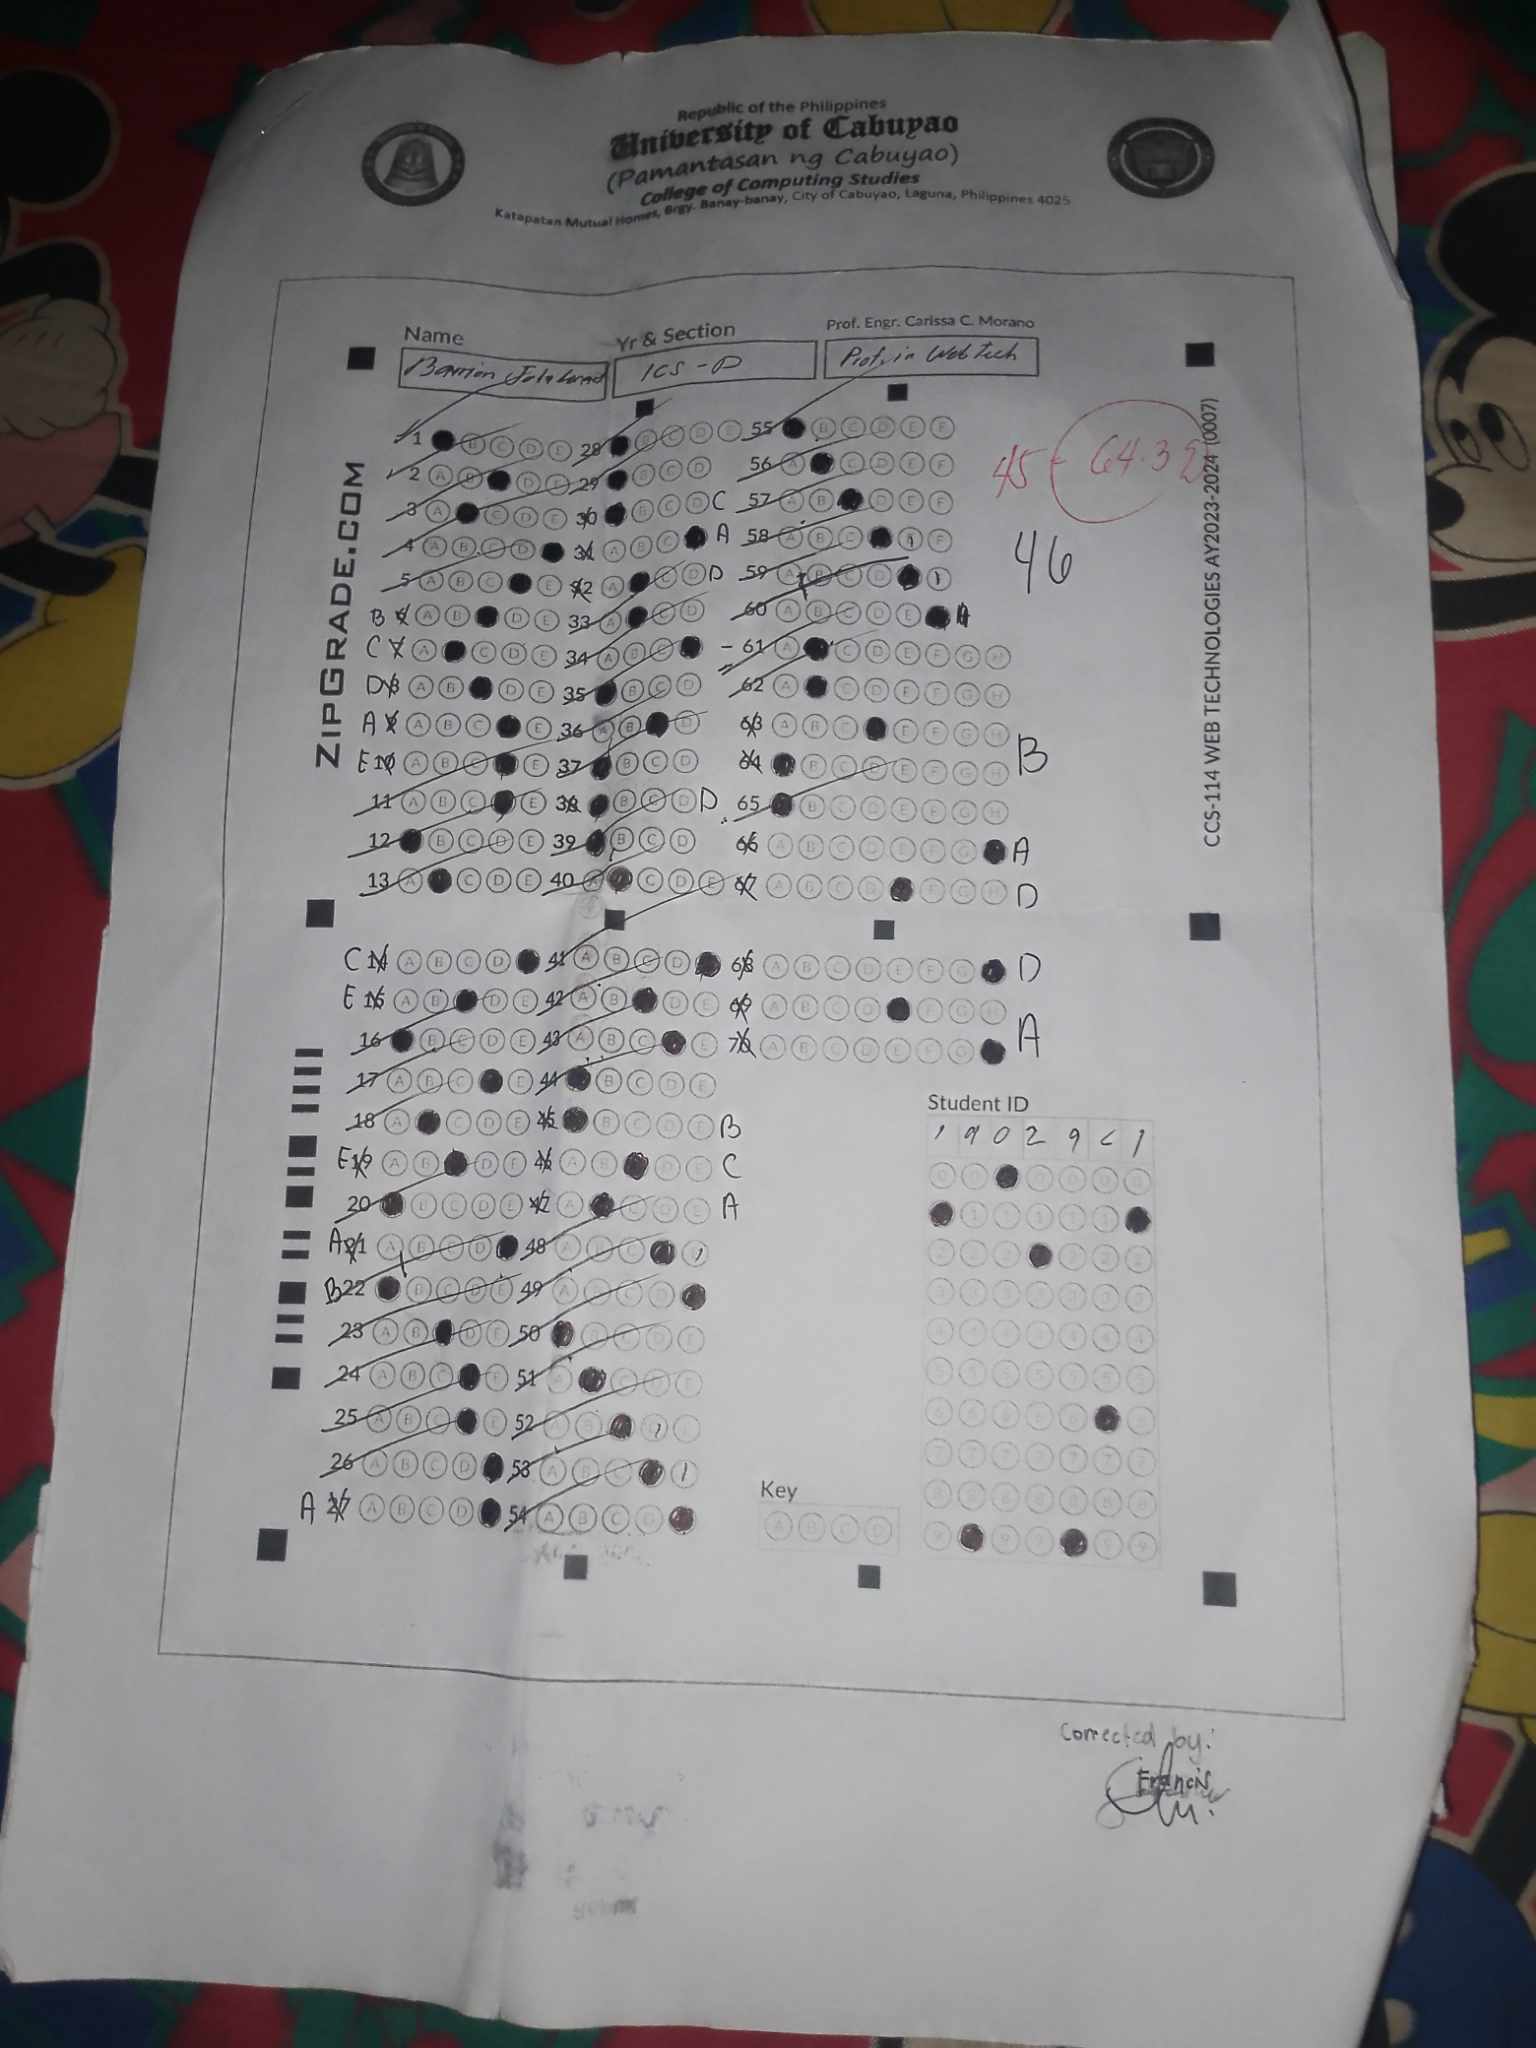 Republic of the Philippines
University of Cabuyao
(Pamantasan ng Cabuyao)
College of Computing Studies
Katapatan Mutual Homes, Brgy. Banay-banay, City of Cabuyao, Laguna, Philippines 4025
Name
Yr & Section
Prof. Engr. Carissa C. Morano
Barrion
1CS - D
Web Tech
ZIPGRADE.COM
CCS-114 WEB TECHNOLOGIES AY2023-2024 (0007)
45
64.3
46
1 B C D E
2 A B D E
3 A C D E
4 A B C D
5 A B C E
B 6 A B D E
C 7 A C D E
D 8 A B D E
A 9 A B C E
E 10 A B C E
11 A B C E
12 B C D E
13 A C D E
C 14 A B C D
E 15 A B D E
16 B C D E
17 A B C E
18 A C D E
E 19 A B D E
20 B C D E
A 21 A B C D
B 22 B C D E
23 A B D E
24 A B C E
25 A B C E
26 A B C D
A 27 A B C D
28 B C D E
29 B C D
30 B C D C
31 A B C A
32 A C D D
33 A C D
34 A B C
35 B C D
36 A B D
37 B C D
38 B C D D
39 B C D
40 A C D E
41 A B C D
42 A B D E
43 A B C E
44 B C D E
45 B C D E B
46 A B D E C
47 A C D E A
48 A B C
49 A B C D
50 B C D E
51 A C D E
52 A B D
53 A B C
54 A B C D
55 B C D E F
56 A C D E F
57 A B D E F
58 A B C F
59 A B C D
60 A B C D E
61 A C D E F G H
62 A C D E F G H
63 A B C E F G H
64 B C D E F G H B
65 B C D E F G H
66 A B C D E F G A
67 A B C D F G H D
68 A B C D E F G D
69 A B C D F G H
70 A B C D E F G A
Student ID
1 9 0 2 9 6 1
Key
A B C D
Corrected by:
Francis